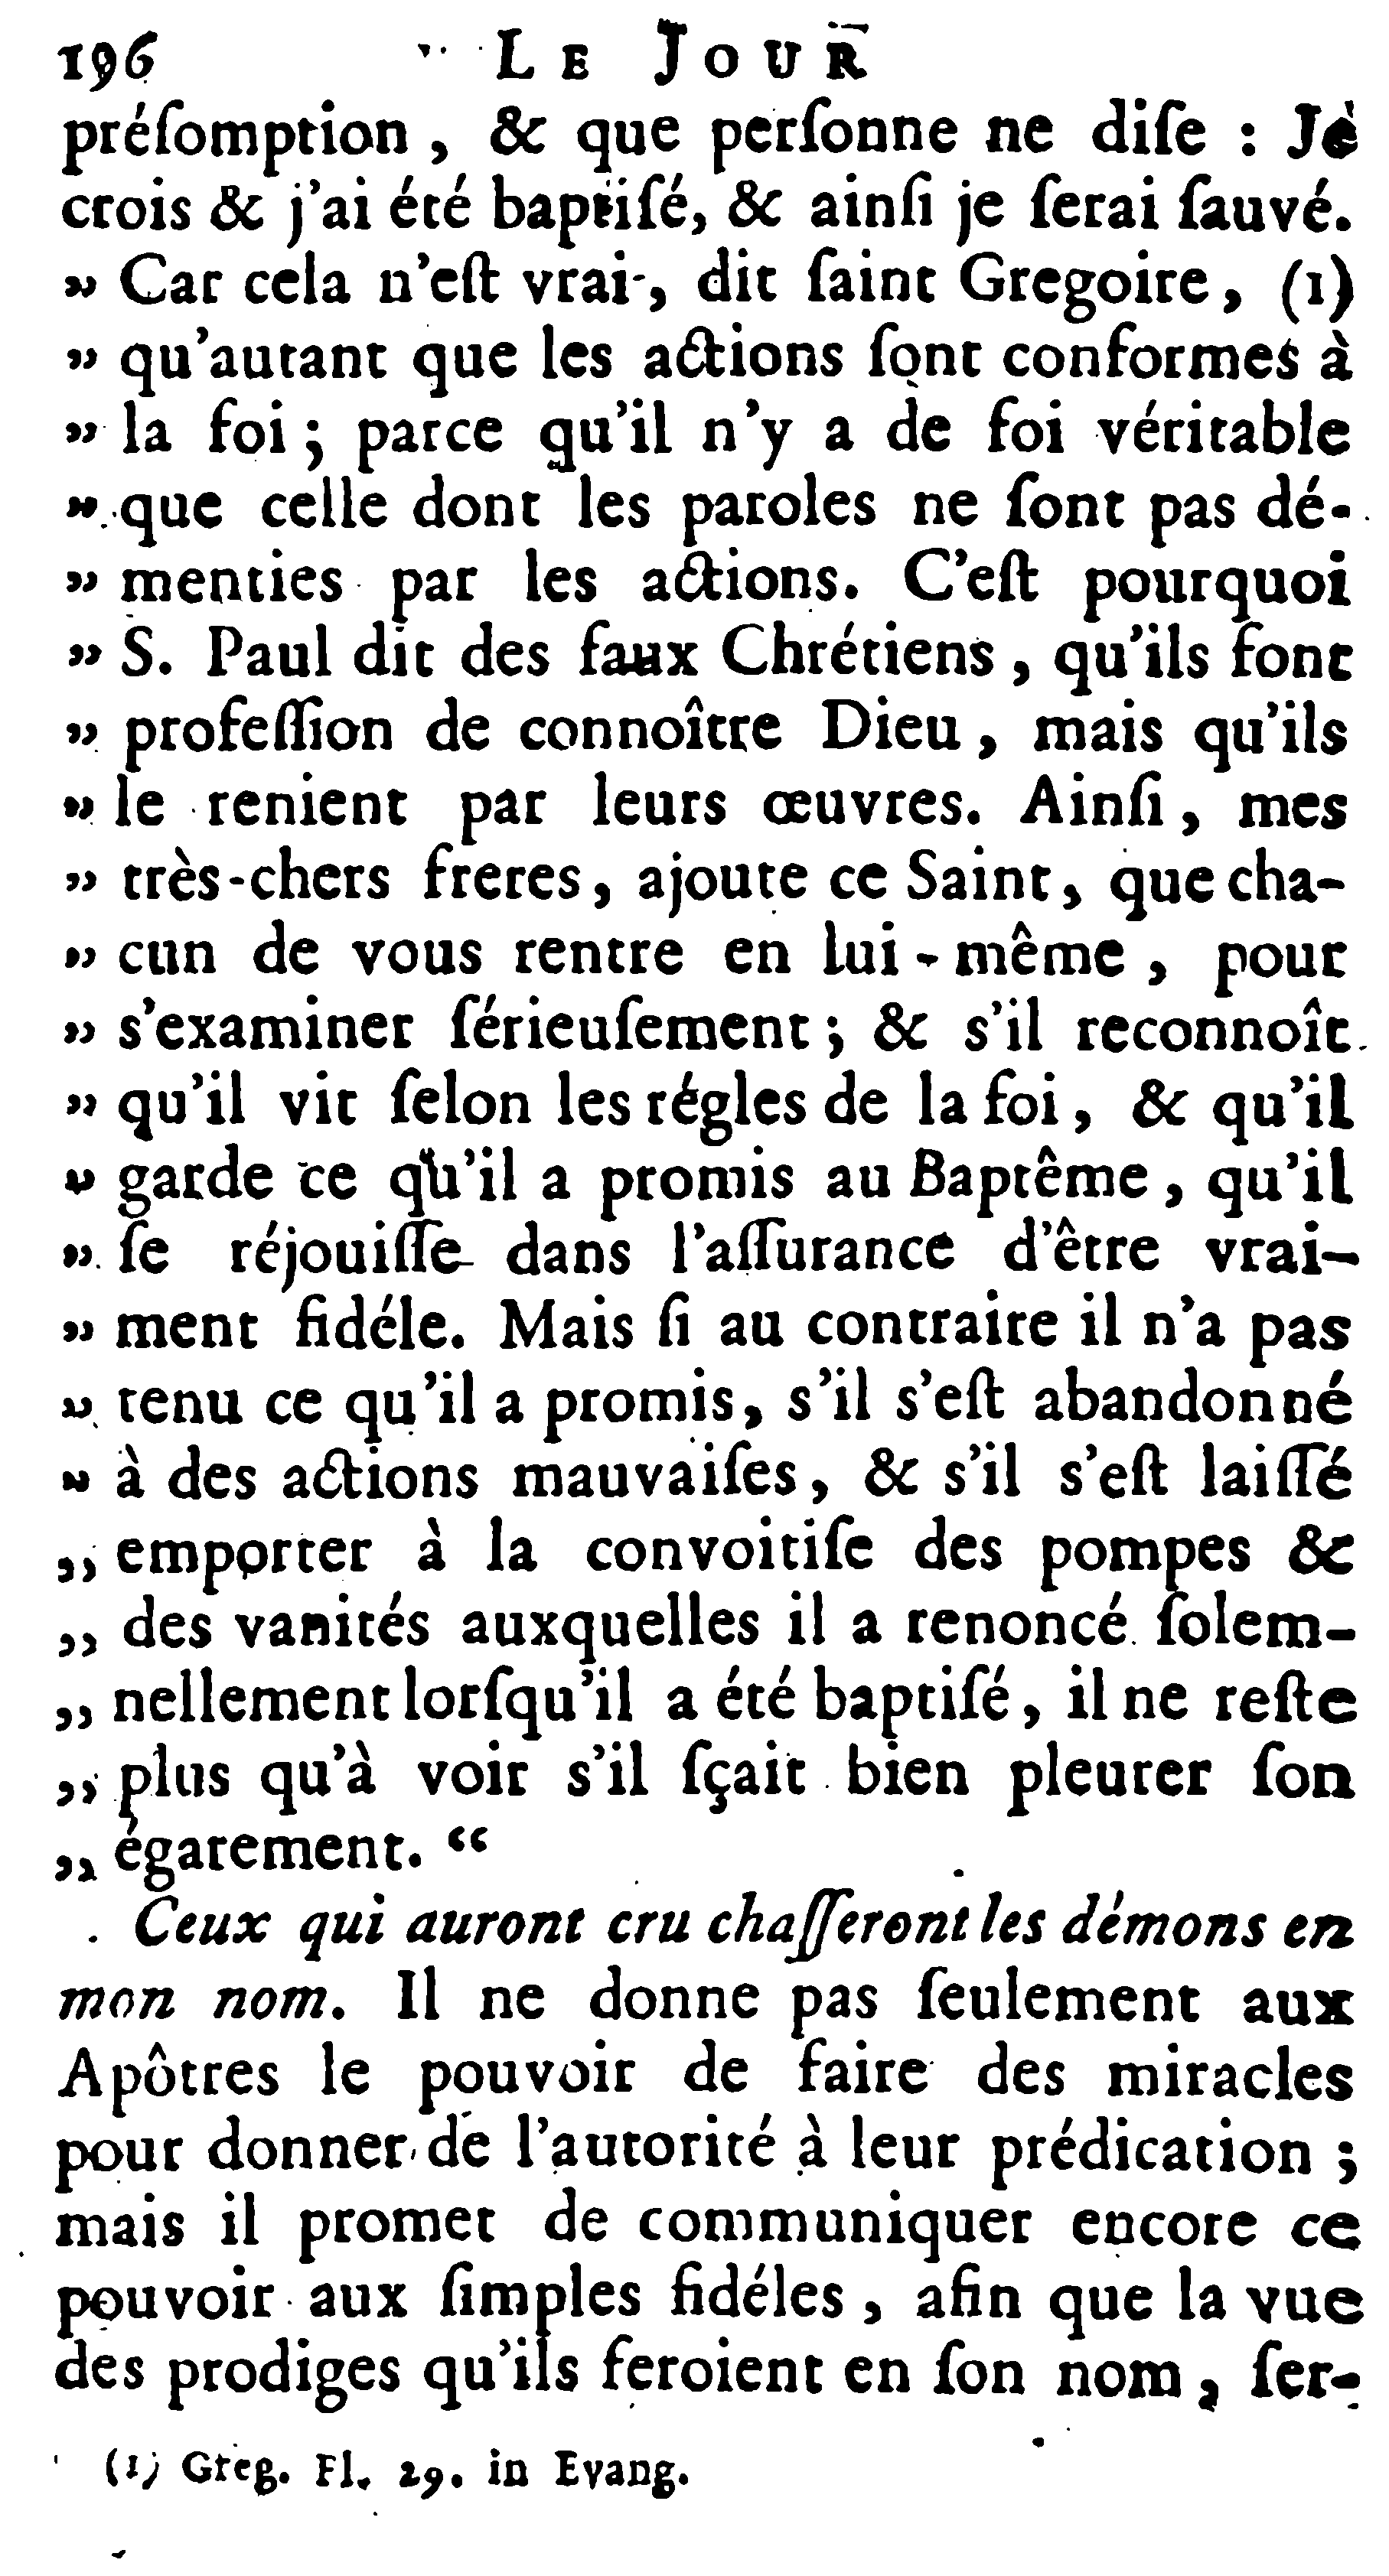 196 LE JOUR
préſomption, & que perſonne ne diſe : Je
crois & j'ai été baptiſé, & ainſi je ſerai ſauvé.
” Car cela n'eſt vrai, dit ſaint Gregoire, (1)
” qu'autant que les actions ſont conformes à
” la foi ; parce qu'il n'y a de foi véritable
” que celle dont les paroles ne ſont pas dé-
” menties par les actions. C'eſt pourquoi
” S. Paul dit des faux Chrétiens, qu'ils font
” profeſſion de connoître Dieu, mais qu'ils
” le renient par leurs œuvres. Ainſi, mes
” très-chers freres, ajoute ce Saint, que cha-
” cun de vous rentre en lui-même, pour
” s'examiner ſérieuſement ; & s'il reconnoît
” qu'il vit ſelon les régles de la foi, & qu'il
” garde ce qu'il a promis au Baptême, qu'il
” ſe réjouiſſe dans l'aſſurance d'être vrai-
” ment fidéle. Mais ſi au contraire il n'a pas
” tenu ce qu'il a promis, s'il s'eſt abandonné
” à des actions mauvaiſes, & s'il s'eſt laiſſé
,, emporter à la convoitiſe des pompes &
,, des vanités auxquelles il a renoncé ſolem-
,, nellement lorſqu'il a été baptiſé, il ne reſte
,, plus qu'à voir s'il ſçait bien pleurer ſon
,, égarement. “
Ceux qui auront cru chaſſeront les démons en
mon nom. Il ne donne pas ſeulement aux
Apôtres le pouvoir de faire des miracles
pour donner de l'autorité à leur prédication ;
mais il promet de communiquer encore ce
pouvoir aux ſimples fidéles, afin que la vue
des prodiges qu'ils feroient en ſon nom, ſer-
(1) Greg. Fl. 29. in Evang.